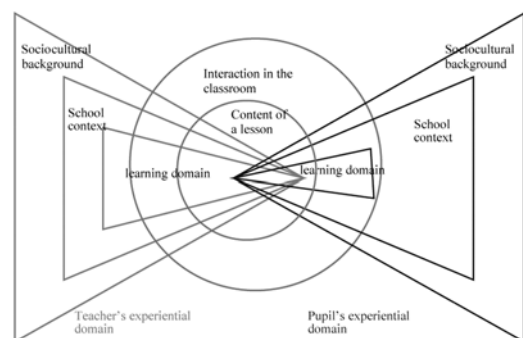 Sociocultural
background
School
context
learning domain
Interaction in the
classroom
Content of
a lesson
learning domain
Sociocultural
background
School
context
Teacher's experiential
domain
Pupil's experiential
domain